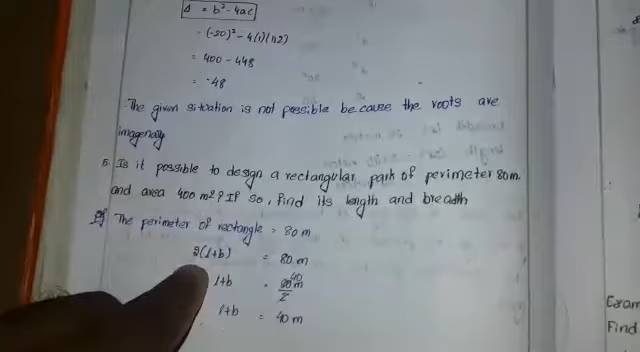 Δ = b² - 4ac
- (-20)² - 4(1)(112)
= 400 - 448
= -48
The given situation is not possible because the roots are
imagenary
5. Is it possible to design a rectangular park of perimeter 80m.
and area 400 m²? If so, find its length and breadth
The perimeter of rectangle = 80 m
2(l+b) = 80 m
l+b = 80m/2 40
l+b = 40 m
Exam
Find